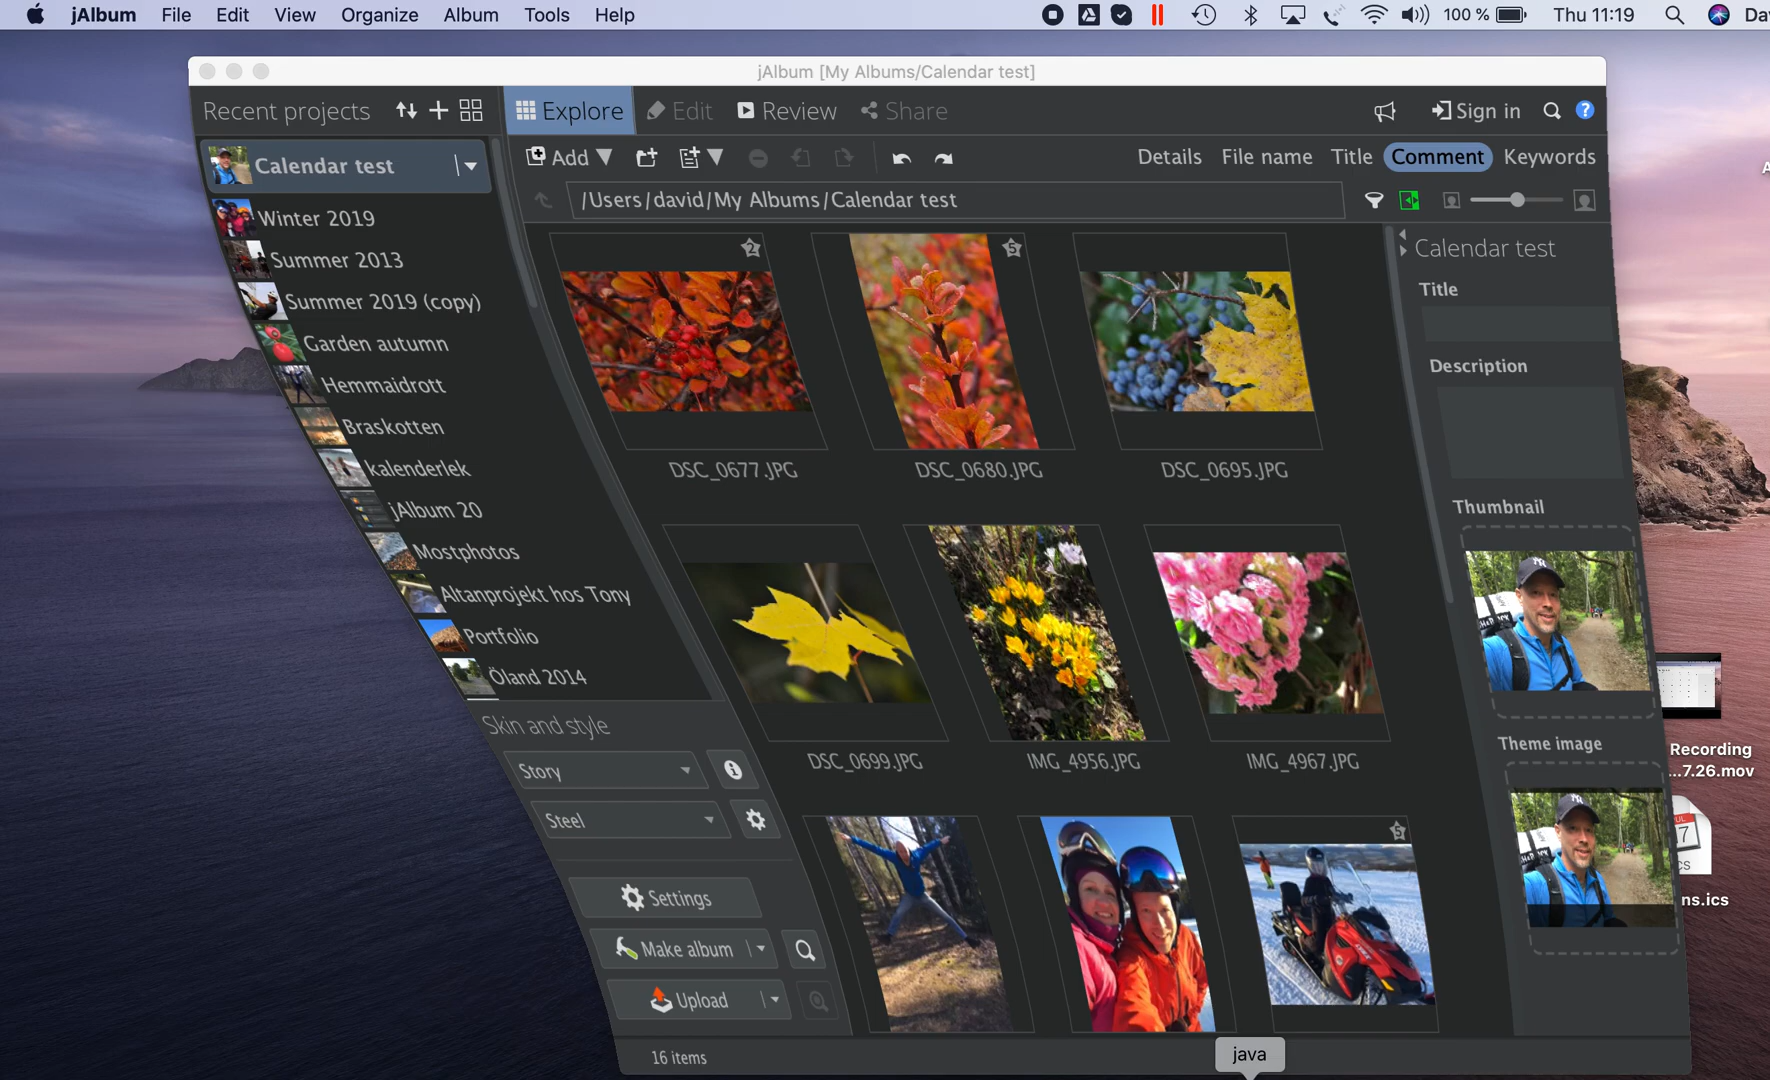 jAlbum File Edit View Organize Album Tools Help 100 % Thu 11:19
jAlbum [My Albums/Calendar test]
Recent projects Explore Edit Review Share Sign in ?
Add Details File name Title Comment Keywords
/Users/david/My Albums/Calendar test
Calendar test
Winter 2019
Summer 2013
Summer 2019 (copy)
Garden autumn
Hemmaidrott
Braskotten
kalenderlek
jAlbum 20
Mostphotos
Altanprojekt hos Tony
Portfolio
Öland 2014
Skin and style
Story
Steel
Settings
Make album
Upload
2
5
DSC_0677.JPG DSC_0680.JPG DSC_0695.JPG
DSC_0699.JPG IMG_4956.JPG IMG_4967.JPG
5
Calendar test
Title
Description
Thumbnail
Theme image
Recording
...7.26.mov
ns.ics
16 items
java